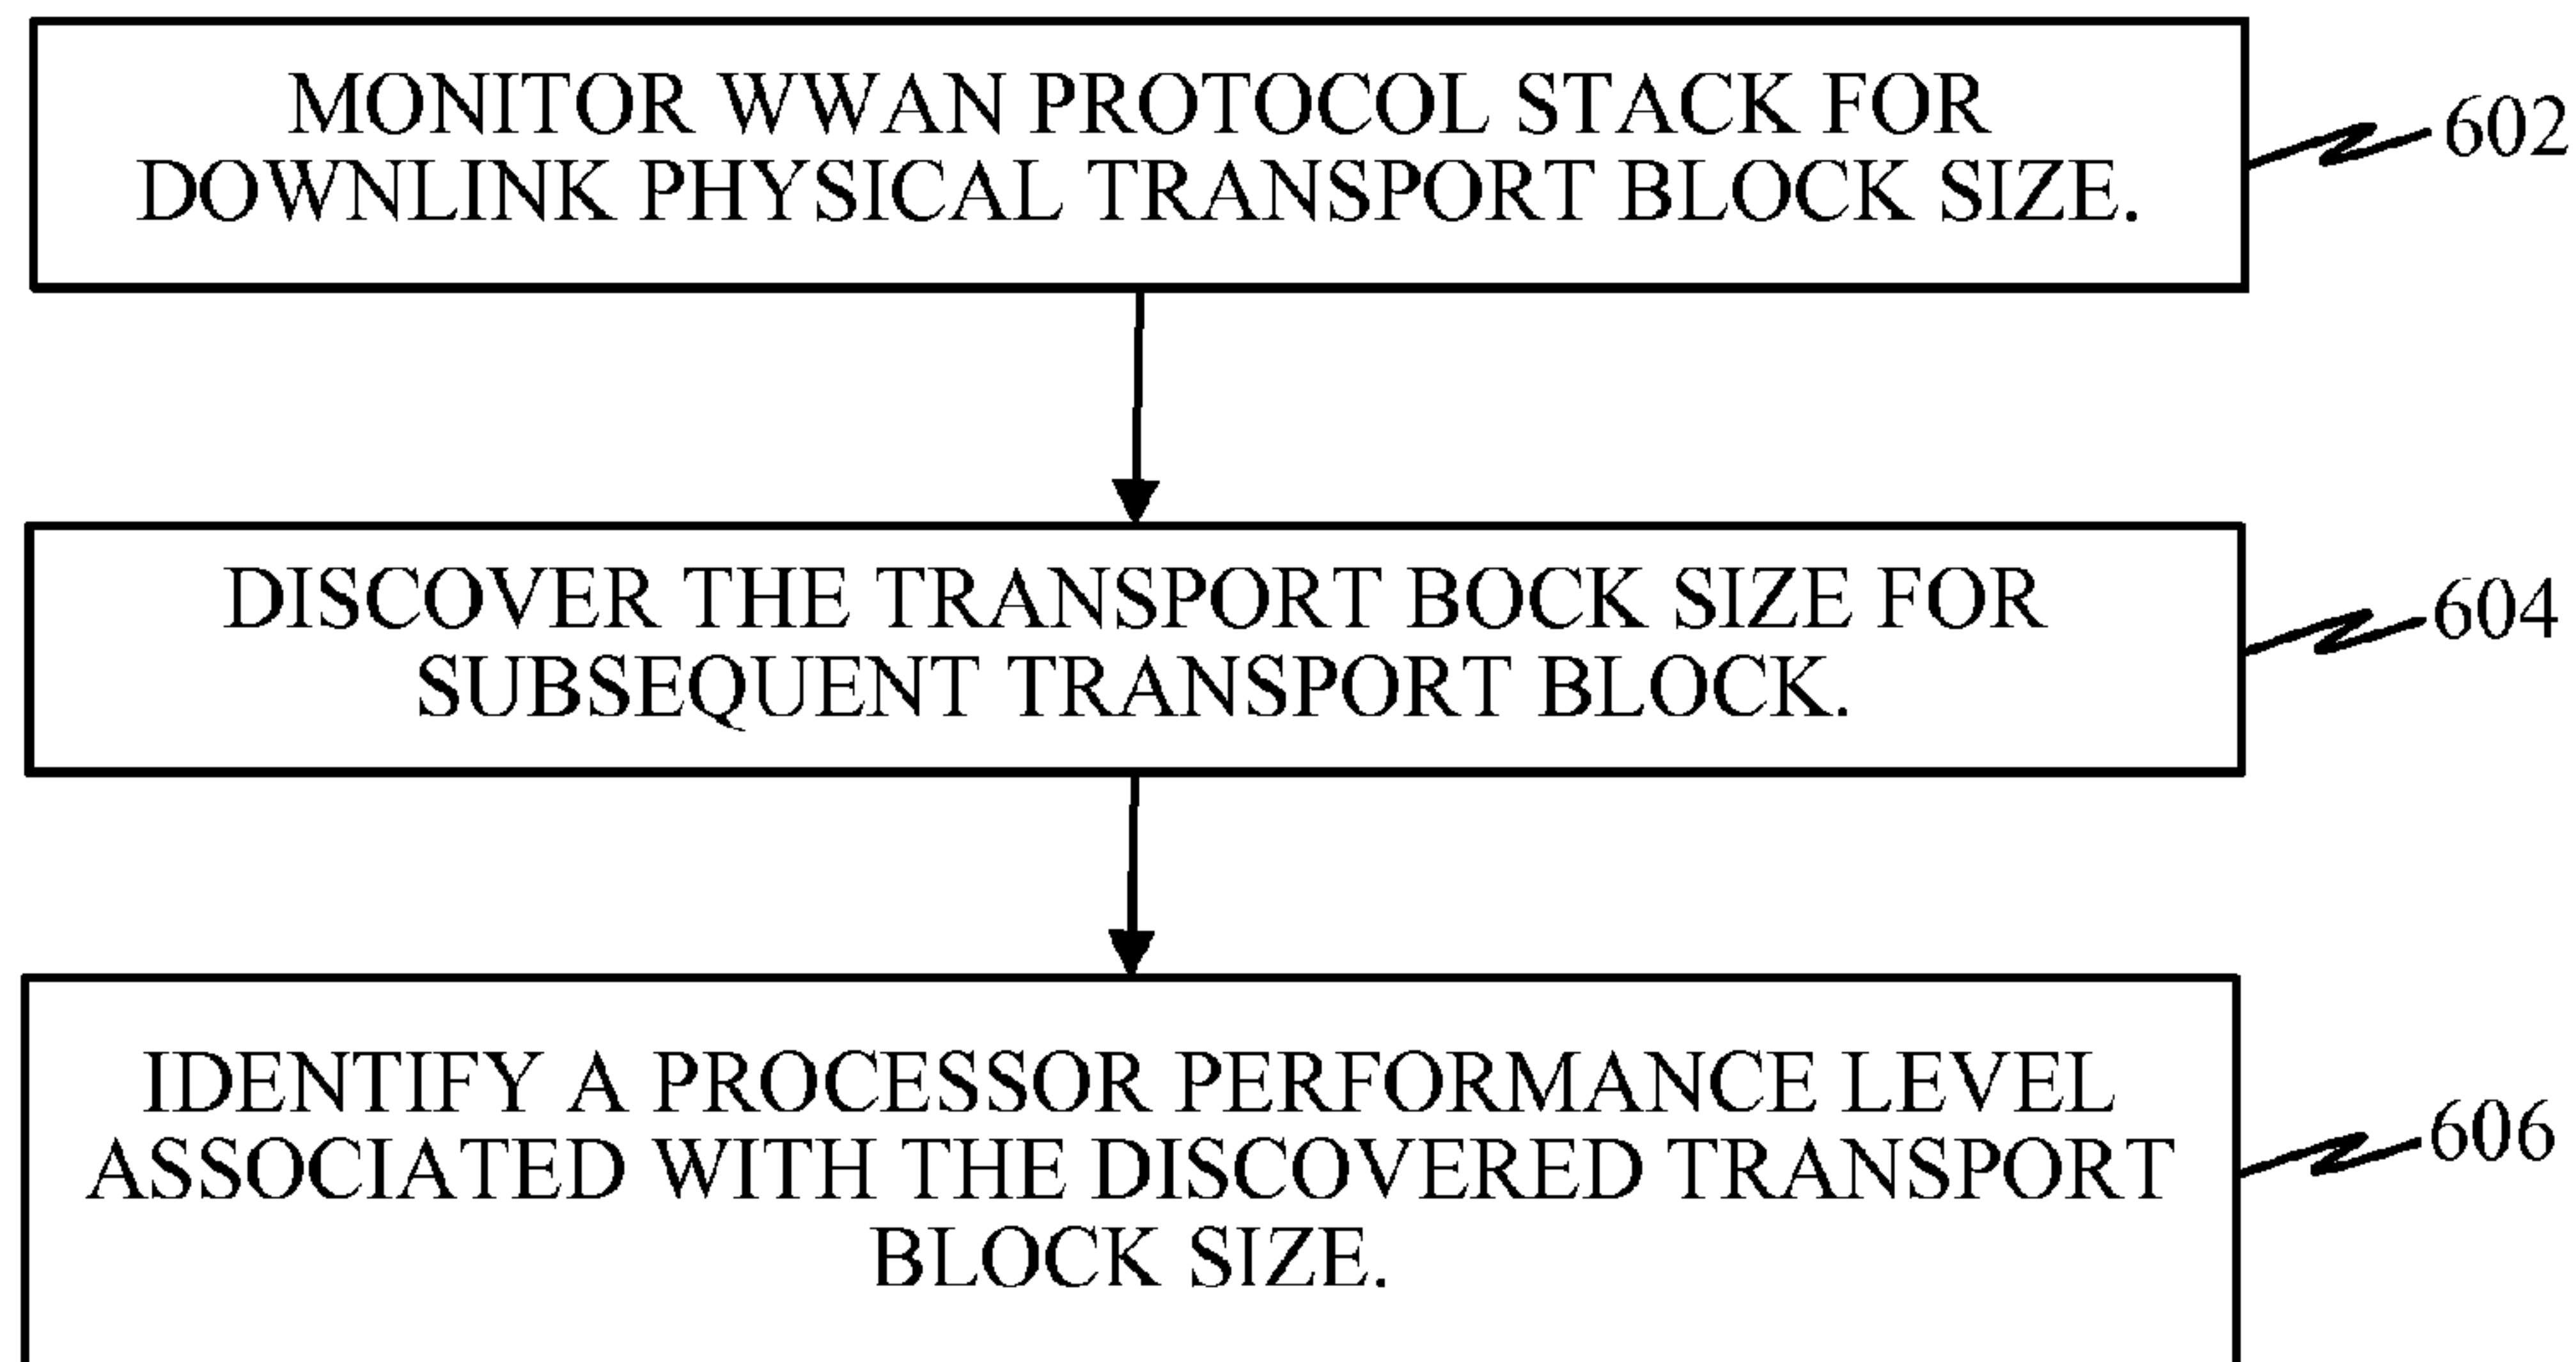 MONITOR WWAN PROTOCOL STACK FOR
DOWNLINK PHYSICAL TRANSPORT BLOCK SIZE.
602
DISCOVER THE TRANSPORT BOCK SIZE FOR
SUBSEQUENT TRANSPORT BLOCK.
604
IDENTIFY A PROCESSOR PERFORMANCE LEVEL
ASSOCIATED WITH THE DISCOVERED TRANSPORT
BLOCK SIZE.
606